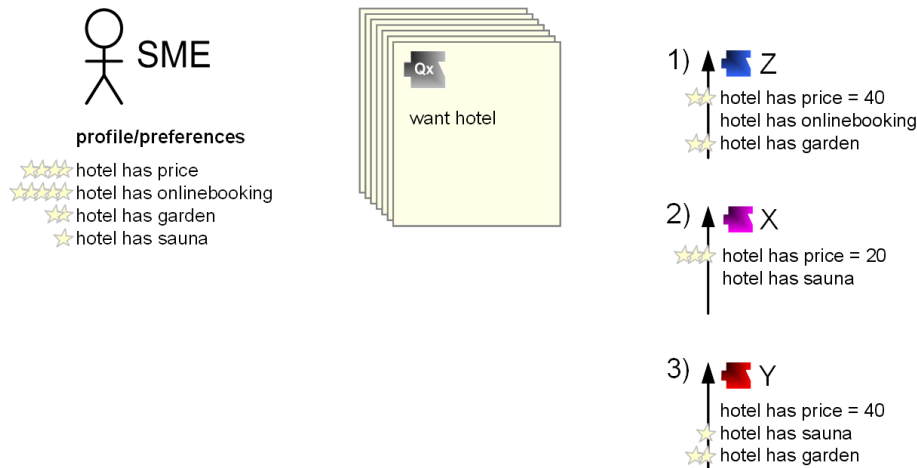 SME
profile/preferences
hotel has price
hotel has onlinebooking
hotel has garden
hotel has sauna
Qx
want hotel
1) Z
hotel has price = 40
hotel has onlinebooking
hotel has garden
2) X
hotel has price = 20
hotel has sauna
3) Y
hotel has price = 40
hotel has sauna
hotel has garden